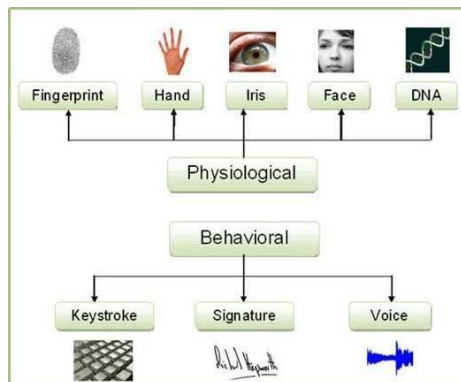 Fingerprint Hand Iris Face DNA
Physiological
Behavioral
Keystroke Signature Voice